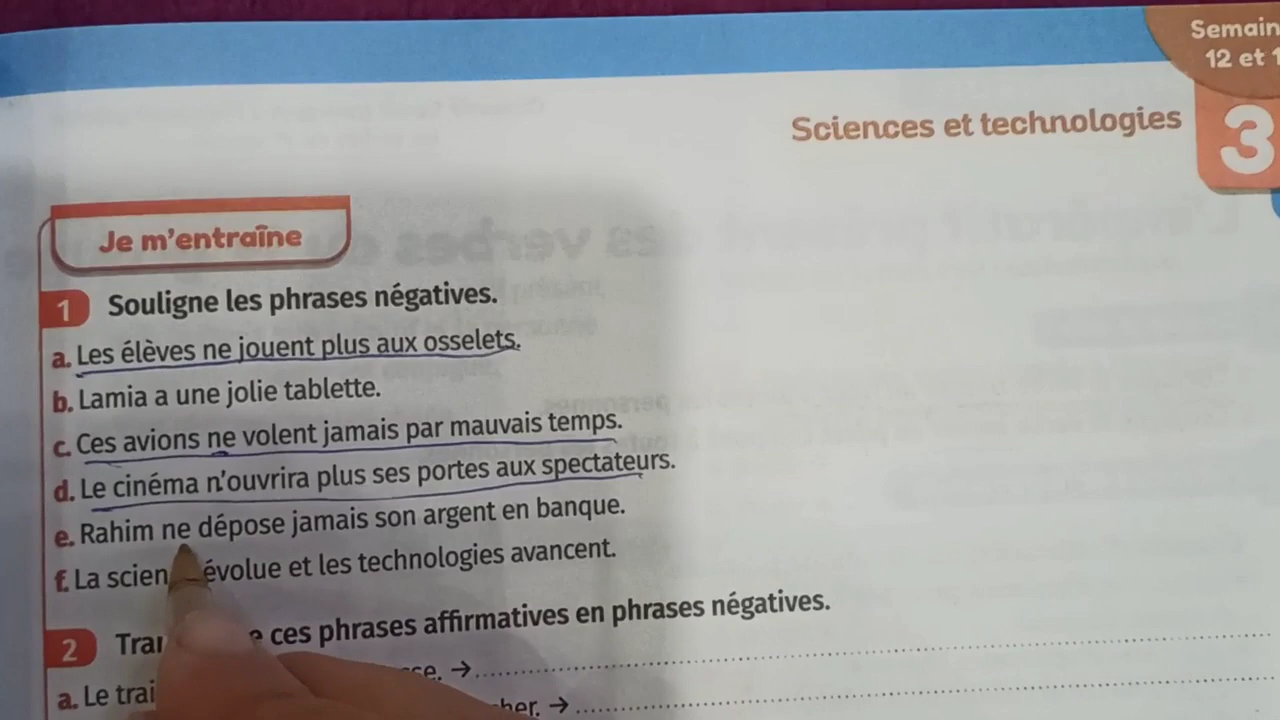 Semain
12 et 1
Sciences et technologies
3
Je m'entraîne
1 Souligne les phrases négatives.
a. Les élèves ne jouent plus aux osselets.
b. Lamia a une jolie tablette.
c. Ces avions ne volent jamais par mauvais temps.
d. Le cinéma n'ouvrira plus ses portes aux spectateurs.
e. Rahim ne dépose jamais son argent en banque.
f. La scien évolue et les technologies avancent.
2 Tran e ces phrases affirmatives en phrases négatives.
a. Le trai ce. →
her. →